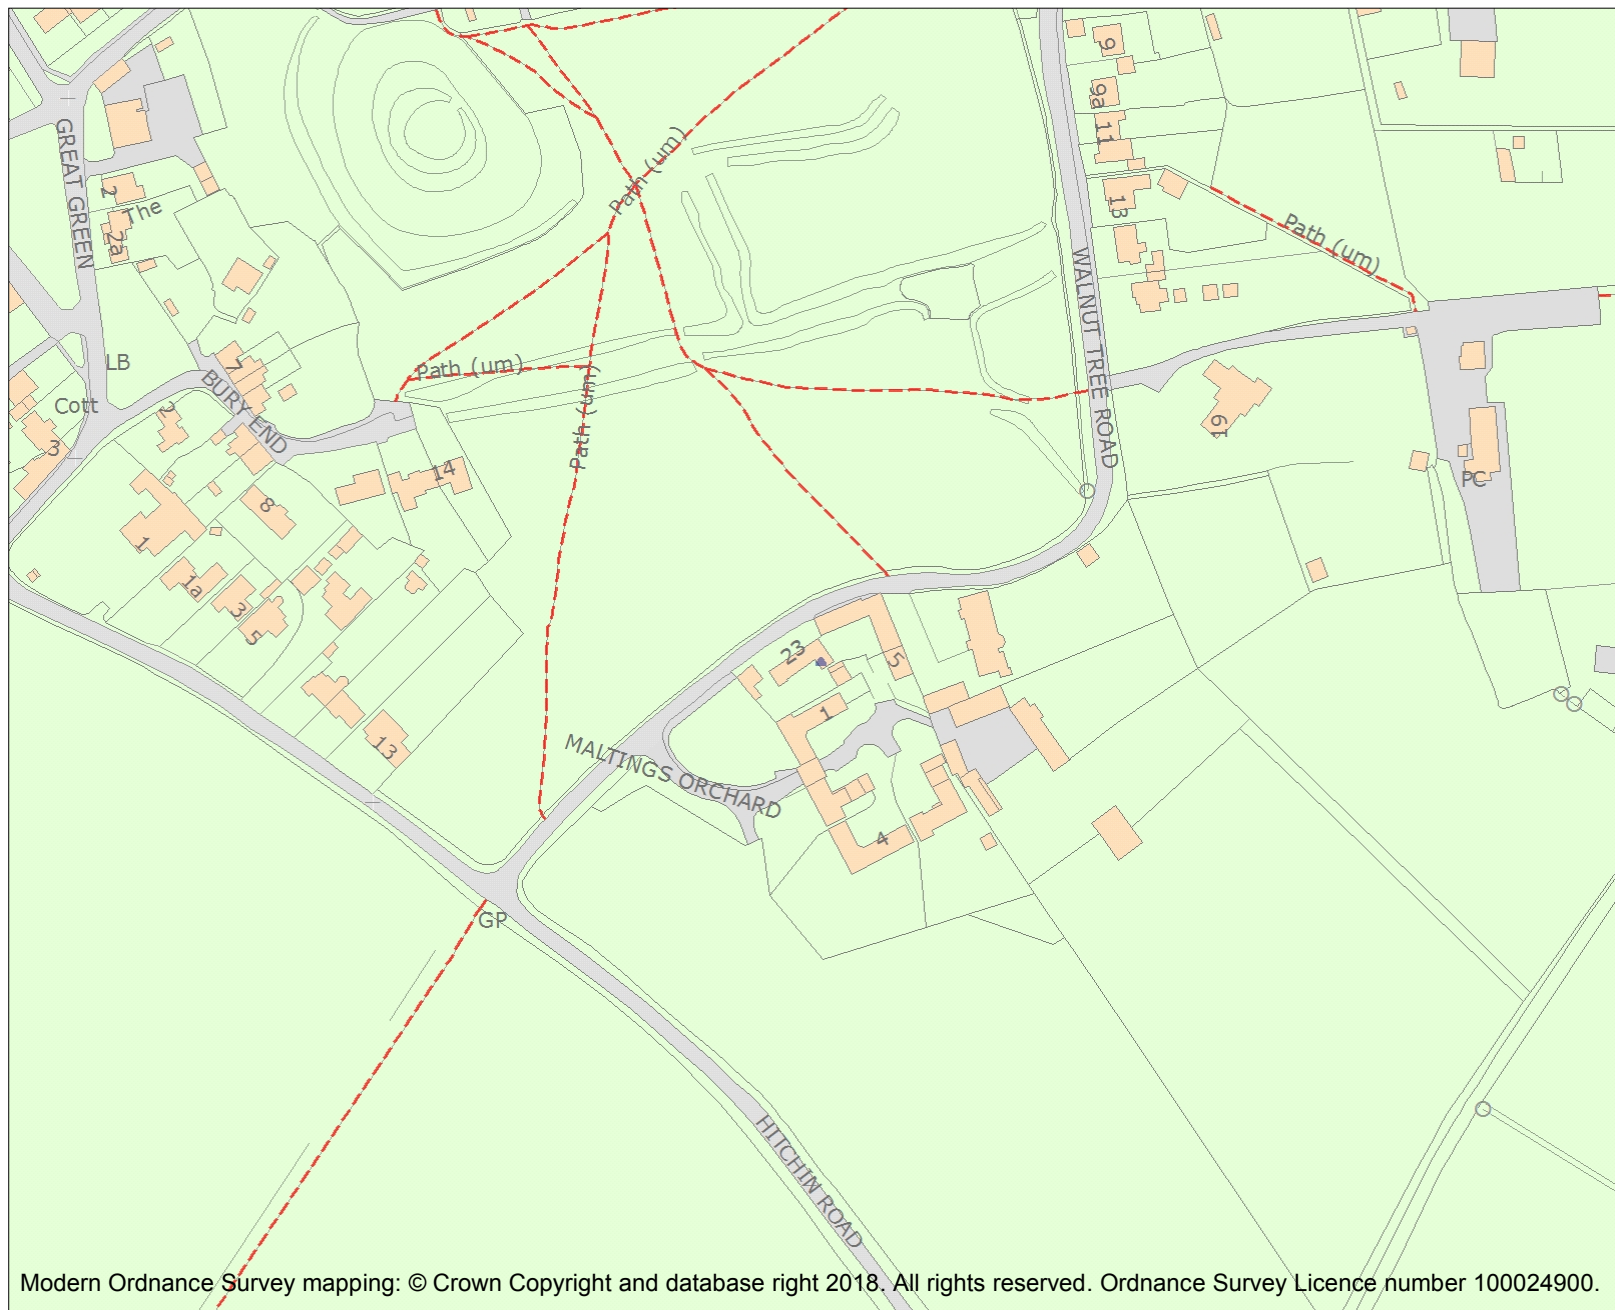 9
9a
11
13
Path (um)
GREAT GREEN
2
The
2a
Path (um)
WALNUT TREE ROAD
LB
Cott
3
BURY END
7
2
Path (um)
Path (um)
14
8
1
1a
3
5
13
19
PC
23
5
1
MALTINGS ORCHARD
4
GP
HITCHIN ROAD
Modern Ordnance Survey mapping: © Crown Copyright and database right 2018. All rights reserved. Ordnance Survey Licence number 100024900.